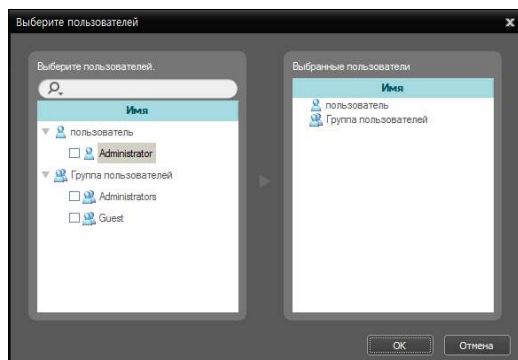 Выберите пользователей
Выберите пользователей.
Имя
пользователь
Administrator
Группа пользователей
Administrators
Guest
Выбранные пользователи
Имя
пользователь
Группа пользователей
OK
Отмена